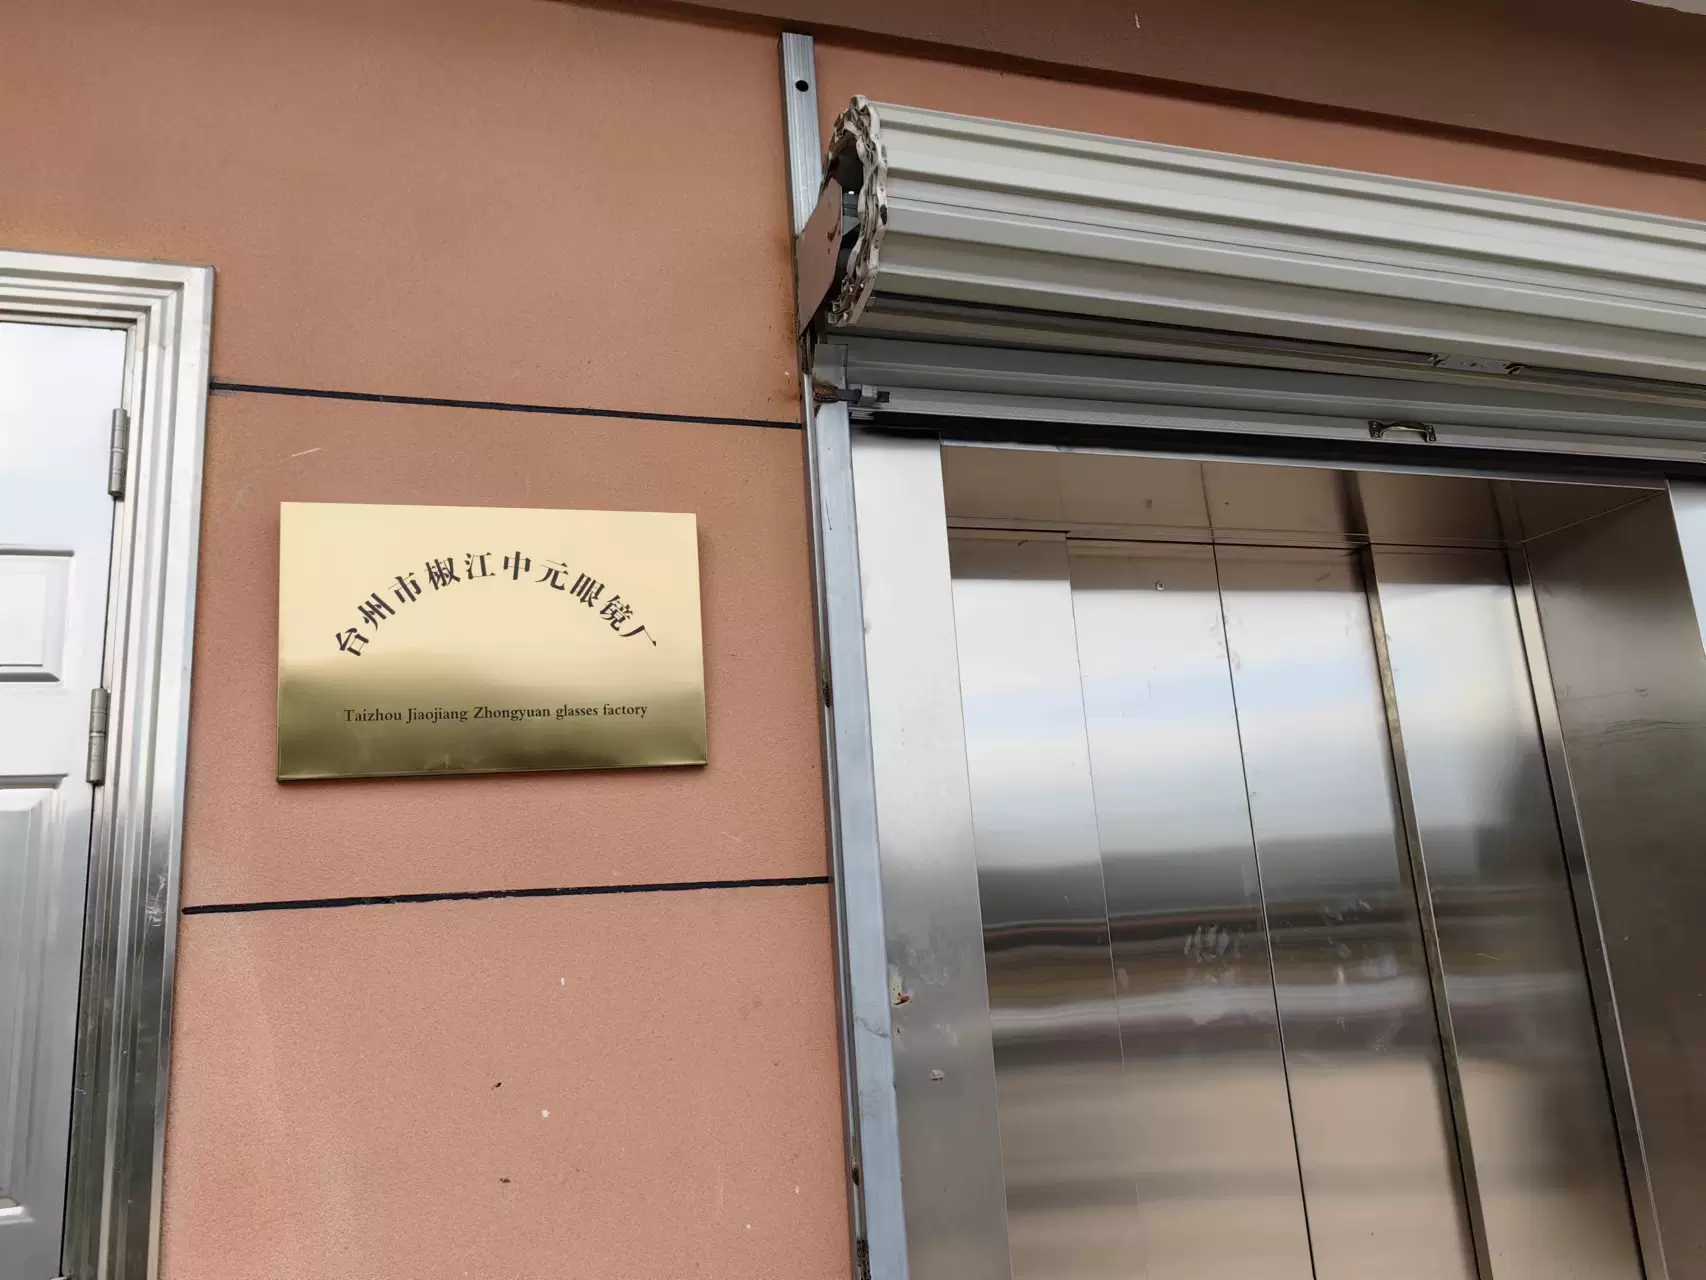 台州市椒江中元眼镜厂
Taizhou Jiaojiang Zhongyuan glasses factory